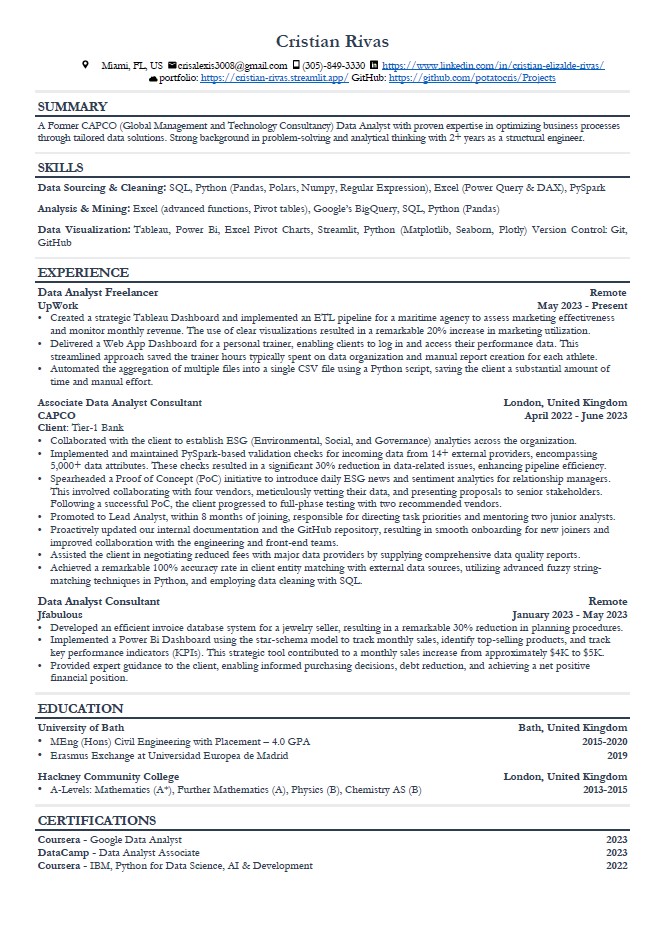 Cristian Rivas
Miami, FL, US crisalexis3008@gmail.com (305)-849-3330 https://www.linkedin.com/in/cristian-elizalde-rivas/
portfolio: https://cristian-rivas.streamlit.app/ GitHub: https://github.com/potatocris/Projects
SUMMARY
A Former CAPCO (Global Management and Technology Consultancy) Data Analyst with proven expertise in optimizing business processes
through tailored data solutions. Strong background in problem-solving and analytical thinking with 2+ years as a structural engineer.
SKILLS
Data Sourcing & Cleaning: SQL, Python (Pandas, Polars, Numpy, Regular Expression), Excel (Power Query & DAX), PySpark
Analysis & Mining: Excel (advanced functions, Pivot tables), Google's BigQuery, SQL, Python (Pandas)
Data Visualization: Tableau, Power Bi, Excel Pivot Charts, Streamlit, Python (Matplotlib, Seaborn, Plotly) Version Control: Git,
GitHub
EXPERIENCE
Data Analyst Freelancer Remote
UpWork May 2023 - Present
• Created a strategic Tableau Dashboard and implemented an ETL pipeline for a maritime agency to assess marketing effectiveness
and monitor monthly revenue. The use of clear visualizations resulted in a remarkable 20% increase in marketing utilization.
• Delivered a Web App Dashboard for a personal trainer, enabling clients to log in and access their performance data. This
streamlined approach saved the trainer hours typically spent on data organization and manual report creation for each athlete.
• Automated the aggregation of multiple files into a single CSV file using a Python script, saving the client a substantial amount of
time and manual effort.
Associate Data Analyst Consultant London, United Kingdom
CAPCO April 2022 - June 2023
Client: Tier-1 Bank
• Collaborated with the client to establish ESG (Environmental, Social, and Governance) analytics across the organization.
• Implemented and maintained PySpark-based validation checks for incoming data from 14+ external providers, encompassing
5,000+ data attributes. These checks resulted in a significant 30% reduction in data-related issues, enhancing pipeline efficiency.
• Spearheaded a Proof of Concept (PoC) initiative to introduce daily ESG news and sentiment analytics for relationship managers.
This involved collaborating with four vendors, meticulously vetting their data, and presenting proposals to senior stakeholders.
Following a successful PoC, the client progressed to full-phase testing with two recommended vendors.
• Promoted to Lead Analyst, within 8 months of joining, responsible for directing task priorities and mentoring two junior analysts.
• Proactively updated our internal documentation and the GitHub repository, resulting in smooth onboarding for new joiners and
improved collaboration with the engineering and front-end teams.
• Assisted the client in negotiating reduced fees with major data providers by supplying comprehensive data quality reports.
• Achieved a remarkable 100% accuracy rate in client entity matching with external data sources, utilizing advanced fuzzy string-
matching techniques in Python, and employing data cleaning with SQL.
Data Analyst Consultant Remote
Jfabulous January 2023 - May 2023
• Developed an efficient invoice database system for a jewelry seller, resulting in a remarkable 30% reduction in planning procedures.
• Implemented a Power Bi Dashboard using the star-schema model to track monthly sales, identify top-selling products, and track
key performance indicators (KPIs). This strategic tool contributed to a monthly sales increase from approximately $4K to $5K.
• Provided expert guidance to the client, enabling informed purchasing decisions, debt reduction, and achieving a net positive
financial position.
EDUCATION
University of Bath Bath, United Kingdom
• MEng (Hons) Civil Engineering with Placement – 4.0 GPA 2015-2020
• Erasmus Exchange at Universidad Europea de Madrid 2019
Hackney Community College London, United Kingdom
• A-Levels: Mathematics (A*), Further Mathematics (A), Physics (B), Chemistry AS (B) 2013-2015
CERTIFICATIONS
Coursera - Google Data Analyst 2023
DataCamp - Data Analyst Associate 2023
Coursera - IBM, Python for Data Science, AI & Development 2022